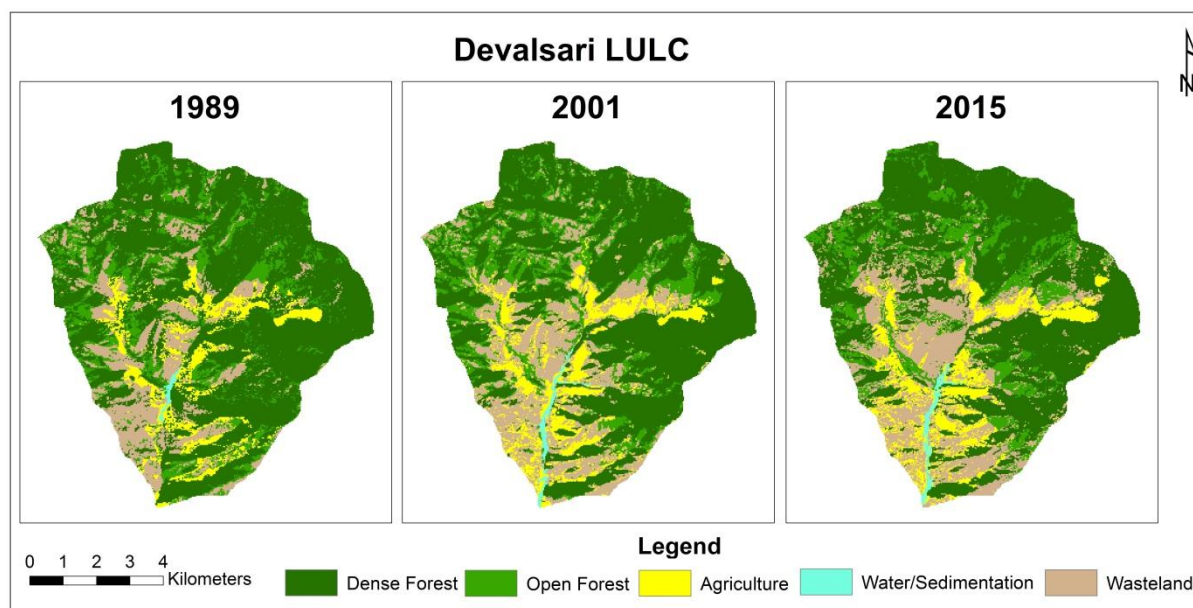 Devalsari LULC
N
1989
2001
2015
Legend
0 1 2 3 4
Kilometers
Dense Forest
Open Forest
Agriculture
Water/Sedimentation
Wasteland